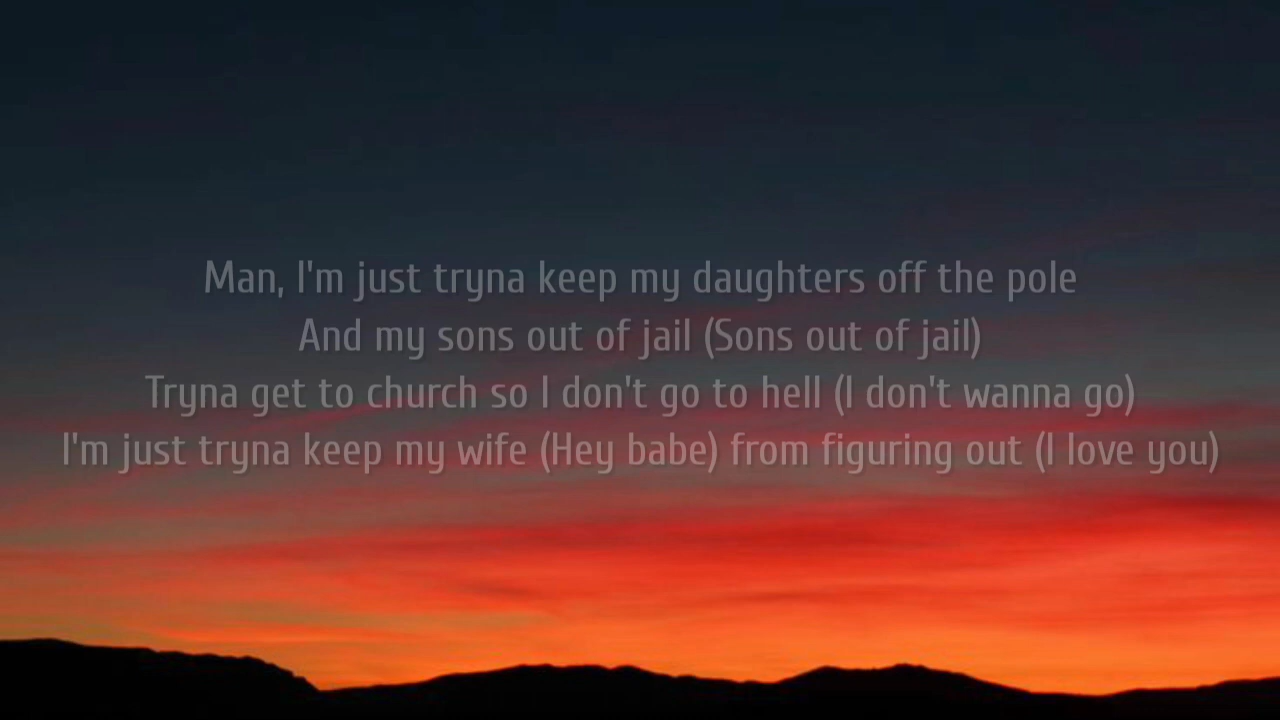 Man, I'm just tryna keep my daughters off the pole
And my sons out of jail (Sons out of jail)
Tryna get to church so I don't go to hell (I don't wanna go)
I'm just tryna keep my wife (Hey babe) from figuring out (I love you)